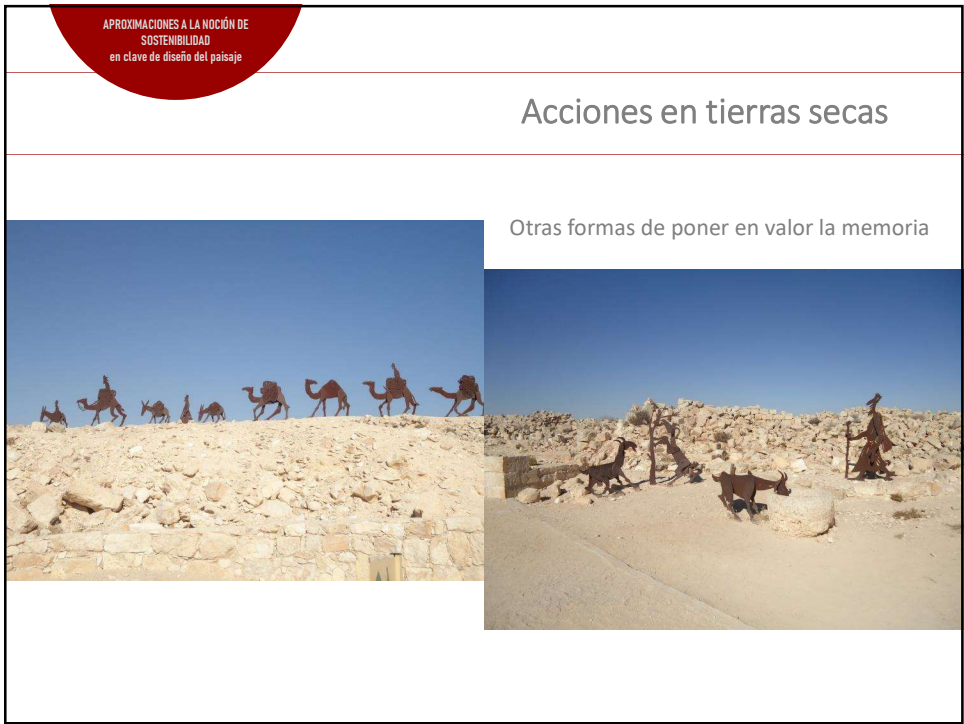 APROXIMACIONES A LA NOCIÓN DE
SOSTENIBILIDAD
en clave de diseño del paisaje
Acciones en tierras secas
Otras formas de poner en valor la memoria